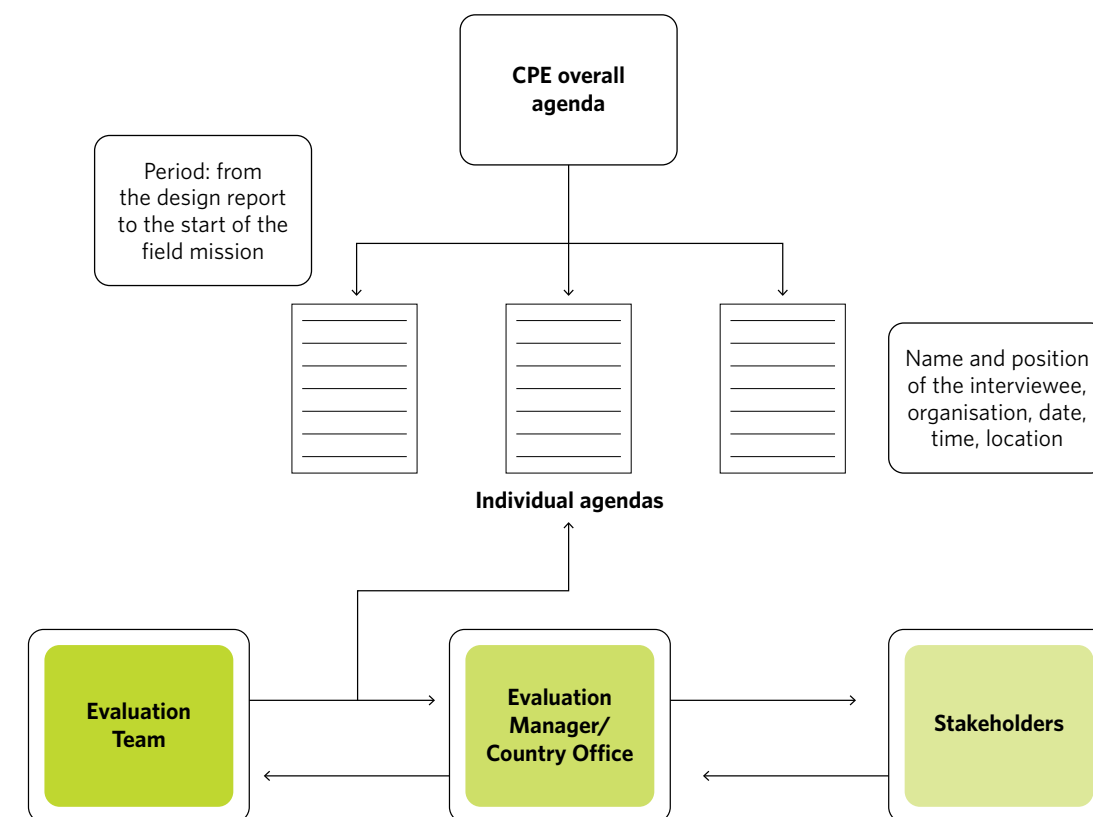 CPE overall
agenda
Period: from
the design report
to the start of the
field mission
Name and position
of the interviewee,
organisation, date,
time, location
Individual agendas
Evaluation
Team
Evaluation
Manager/
Country Office
Stakeholders